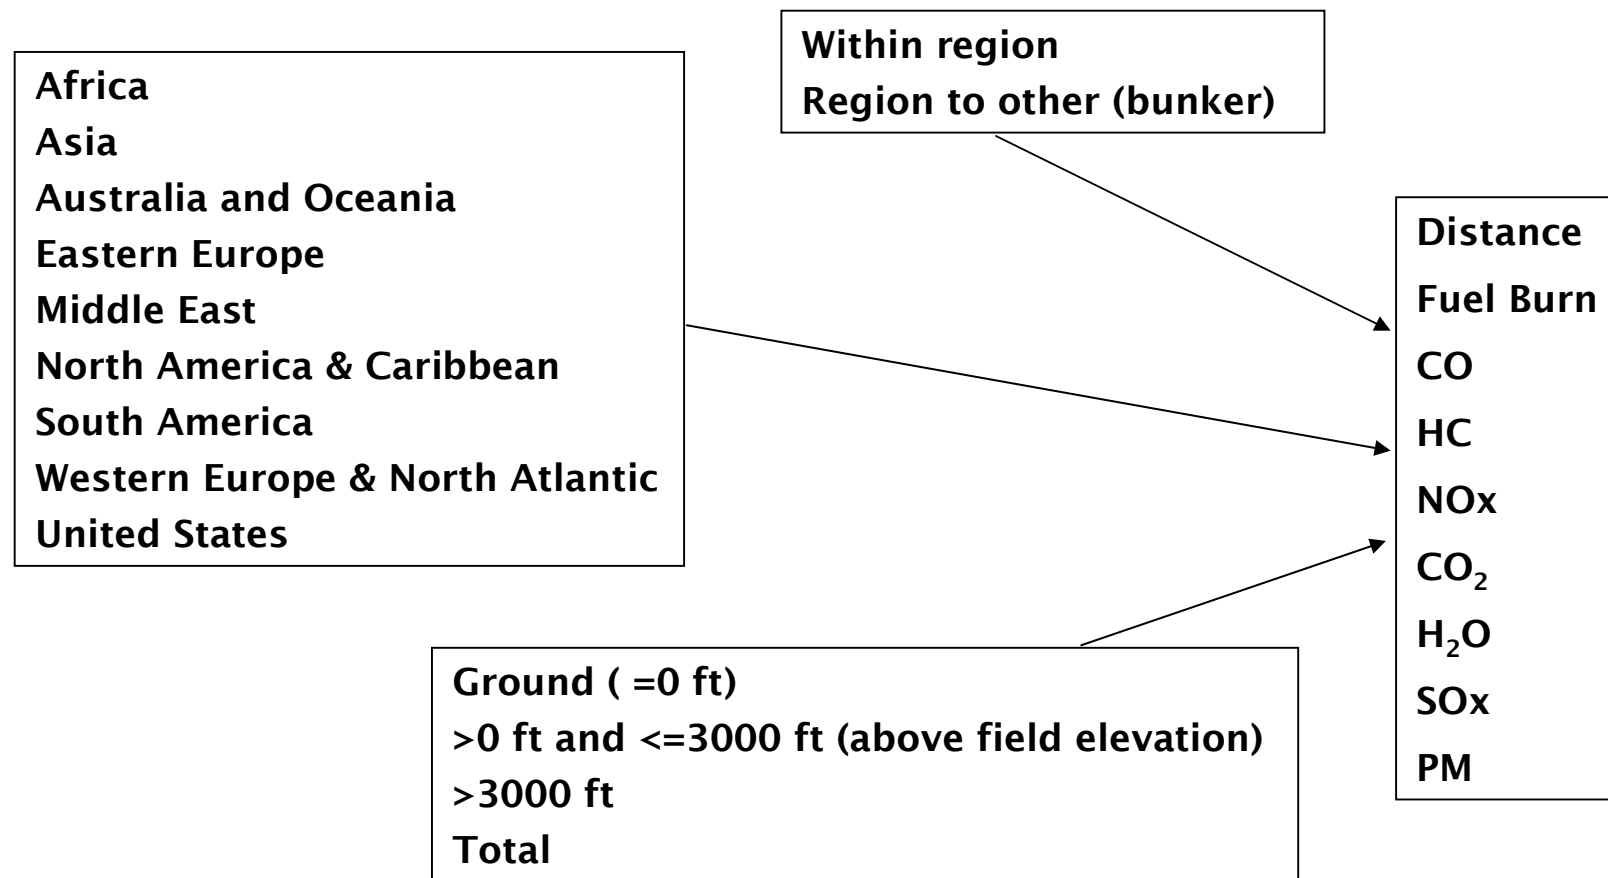 Africa
Asia
Australia and Oceania
Eastern Europe
Middle East
North America & Caribbean
South America
Western Europe & North Atlantic
United States
Within region
Region to other (bunker)
Distance
Fuel Burn
CO
HC
NOx
CO₂
H₂O
SOx
PM
Ground ( =0 ft)
>0 ft and <=3000 ft (above field elevation)
>3000 ft
Total